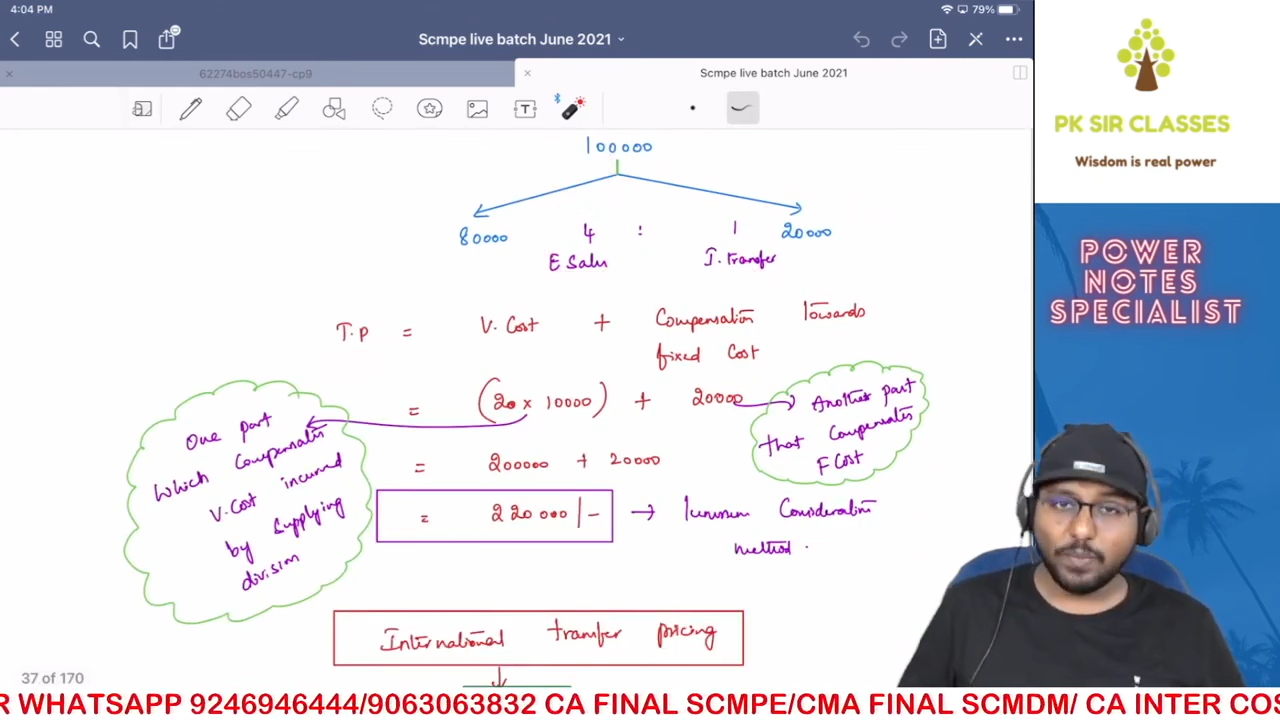 4:04 PM
79%
Scmpe live batch June 2021
62274bos50447-cp9
Scmpe live batch June 2021
PK SIR CLASSES
Wisdom is real power
POWER
NOTES
SPECIALIST
100000
80000 4 : 1 20000
E Sales I. transfer
T.P = V. Cost + Compensation Towards
fixed Cost
= (20 x 10000) + 20000
Another part
that Compensates
F Cost
One part
which Compensates
V. Cost incurred
by Supplying
division
= 200000 + 20000
= 220000/- → Consideration
method.
International transfer pricing
37 of 170
R WHATSAPP 9246946444/9063063832 CA FINAL SCMPE/CMA FINAL SCMDM/ CA INTER COS